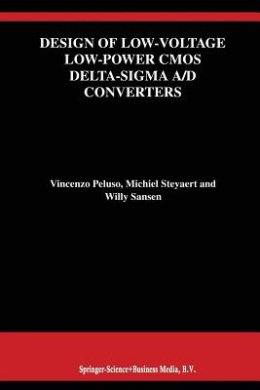 DESIGN OF LOW-VOLTAGE
LOW-POWER CMOS
DELTA-SIGMA A/D
CONVERTERS
Vincenzo Peluso, Michiel Steyaert and
Willy Sansen
Springer-Science+Business Media, B.V.